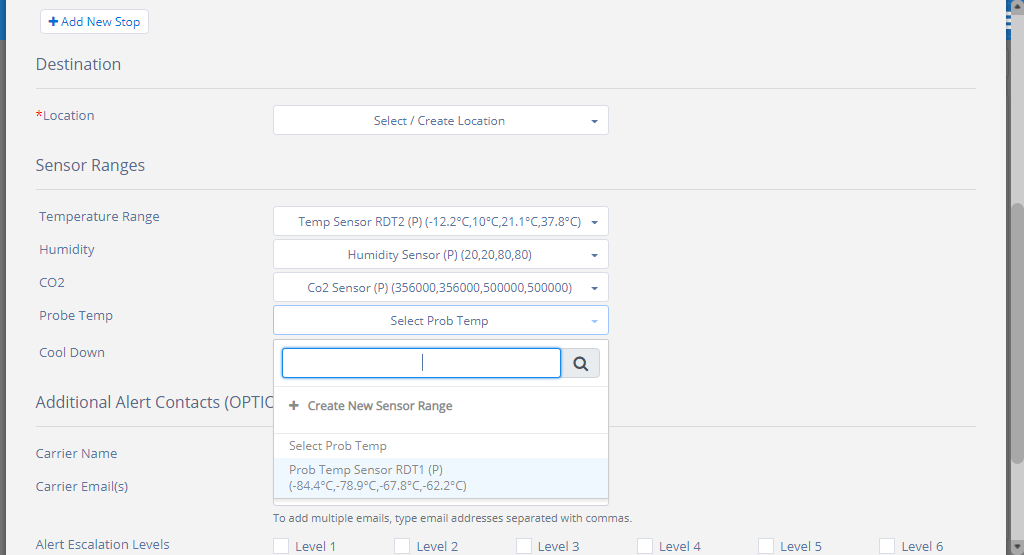 Add New Stop
Destination
*Location
Select / Create Location
Sensor Ranges
Temperature Range
Temp Sensor RDT2 (P) (-12.2°C,10°C,21.1°C,37.8°C)
Humidity
Humidity Sensor (P) (20,20,80,80)
CO2
Co2 Sensor (P) (356000,356000,500000,500000)
Probe Temp
Select Prob Temp
Cool Down
Create New Sensor Range
Select Prob Temp
Prob Temp Sensor RDT1 (P)
(-84.4°C,-78.9°C,-67.8°C,-62.2°C)
Additional Alert Contacts (OPTIO
Carrier Name
Carrier Email(s)
To add multiple emails, type email addresses separated with commas.
Alert Escalation Levels
Level 1
Level 2
Level 3
Level 4
Level 5
Level 6